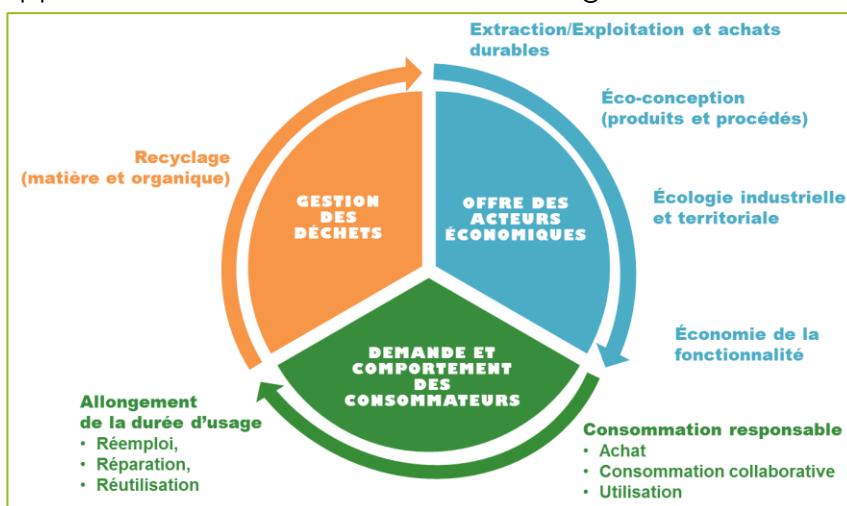 Extraction/Exploitation et achats
durables
Éco-conception
(produits et procédés)
Écologie industrielle
et territoriale
Économie de la
fonctionnalité
OFFRE DES
ACTEURS
ÉCONOMIQUES
Recyclage
(matière et organique)
GESTION
DES
DÉCHETS
DEMANDE ET
COMPORTEMENT
DES
CONSOMMATEURS
Consommation responsable
• Achat
• Consommation collaborative
• Utilisation
Allongement
de la durée d'usage
• Réemploi,
• Réparation,
• Réutilisation